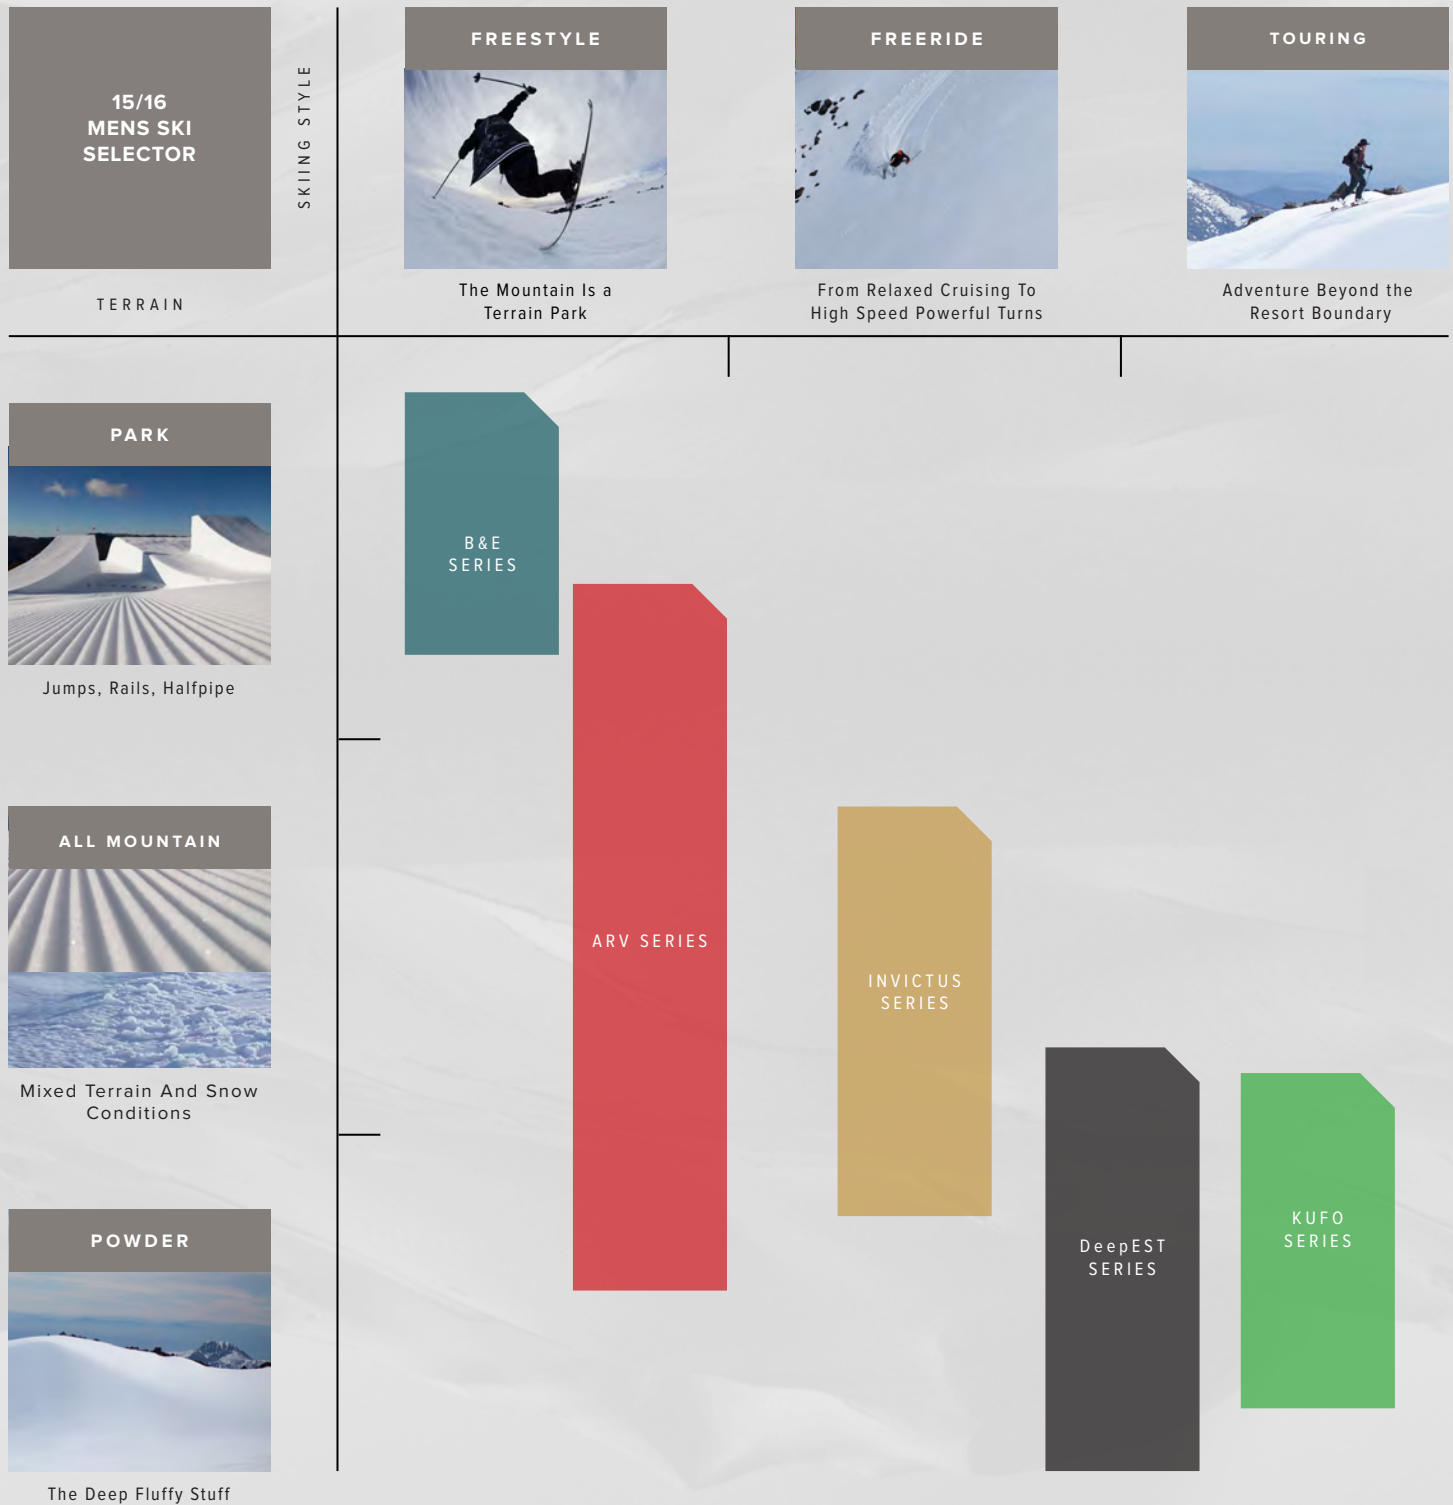 15/16
MENS SKI
SELECTOR
SKIING STYLE
TERRAIN
FREESTYLE
The Mountain Is a
Terrain Park
FREERIDE
From Relaxed Cruising To
High Speed Powerful Turns
TOURING
Adventure Beyond the
Resort Boundary
PARK
Jumps, Rails, Halfpipe
ALL MOUNTAIN
Mixed Terrain And Snow
Conditions
POWDER
The Deep Fluffy Stuff
B&E
SERIES
ARV SERIES
INVICTUS
SERIES
DeepEST
SERIES
KUFO
SERIES